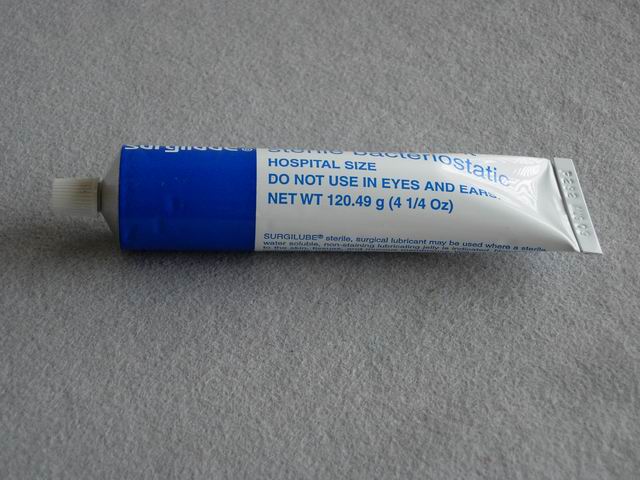 surgilube®
sterile bacteriostatic
HOSPITAL SIZE
DO NOT USE IN EYES AND EARS.
NET WT 120.49 g (4 1/4 Oz)
SURGILUBE® sterile, surgical lubricant may be used where a sterile,
water soluble, non-staining lubricating jelly is indicated.